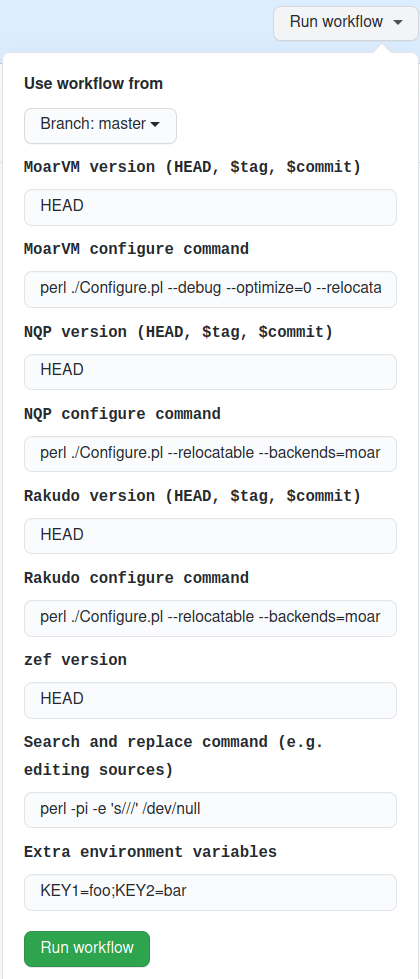 Run workflow
Use workflow from
Branch: master
MoarVM version (HEAD, $tag, $commit)
HEAD
MoarVM configure command
perl ./Configure.pl --debug --optimize=0 --relocata
NQP version (HEAD, $tag, $commit)
HEAD
NQP configure command
perl ./Configure.pl --relocatable --backends=moar
Rakudo version (HEAD, $tag, $commit)
HEAD
Rakudo configure command
perl ./Configure.pl --relocatable --backends=moar
zef version
HEAD
Search and replace command (e.g.
editing sources)
perl -pi -e 's///' /dev/null
Extra environment variables
KEY1=foo;KEY2=bar
Run workflow